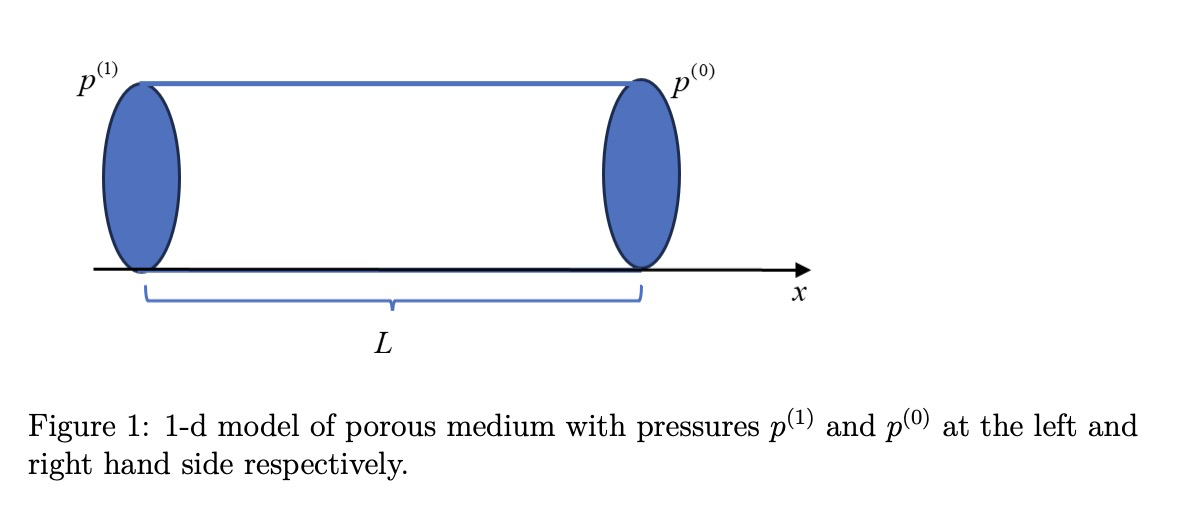 p⁽¹⁾
p⁽⁰⁾
x
L
Figure 1: 1-d model of porous medium with pressures p⁽¹⁾ and p⁽⁰⁾ at the left and
right hand side respectively.